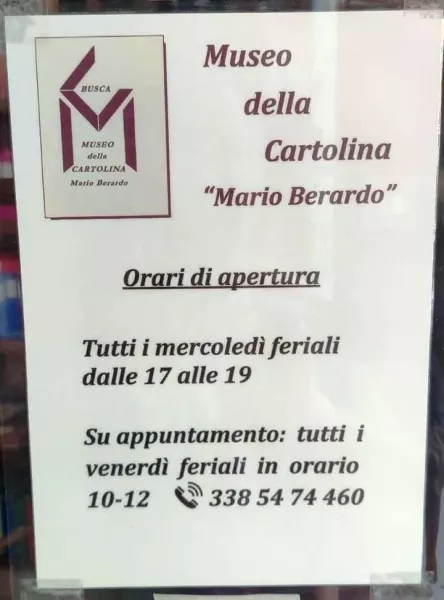 BUSCA
MUSEO
della
CARTOLINA
Mario Berardo
Museo
della
Cartolina
“Mario Berardo”
Orari di apertura
Tutti i mercoledì feriali
dalle 17 alle 19
Su appuntamento: tutti i
venerdì feriali in orario
10-12 338 54 74 460